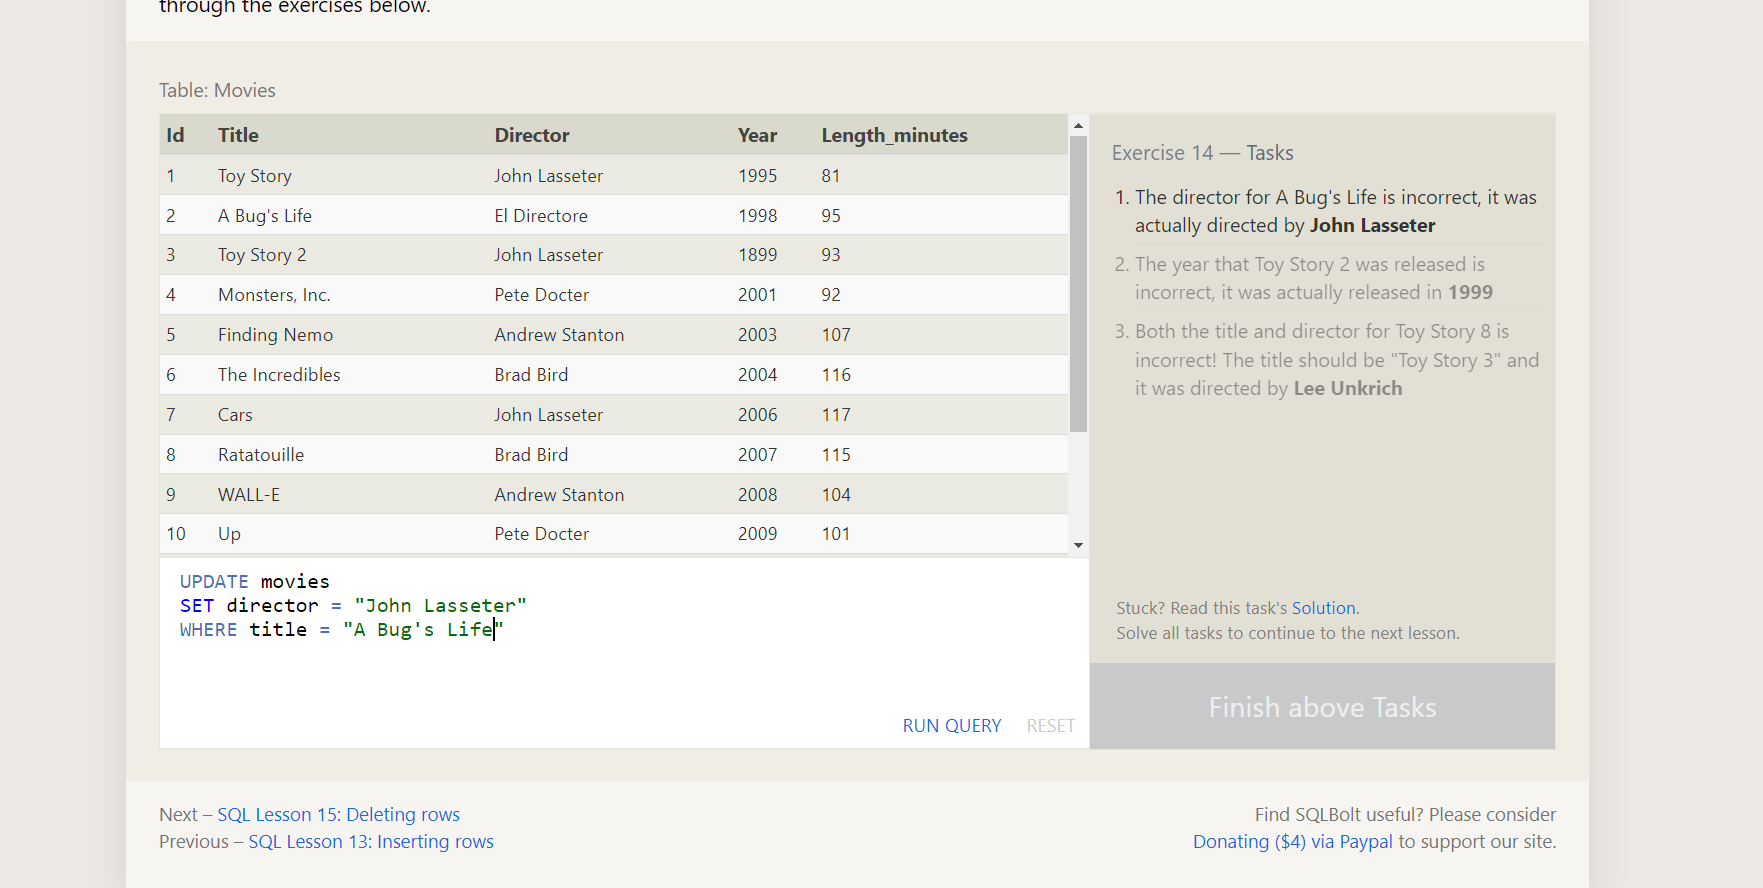 through the exercises below.
Table: Movies
Id Title Director Year Length_minutes
1 Toy Story John Lasseter 1995 81
2 A Bug's Life El Directore 1998 95
3 Toy Story 2 John Lasseter 1899 93
4 Monsters, Inc. Pete Docter 2001 92
5 Finding Nemo Andrew Stanton 2003 107
6 The Incredibles Brad Bird 2004 116
7 Cars John Lasseter 2006 117
8 Ratatouille Brad Bird 2007 115
9 WALL-E Andrew Stanton 2008 104
10 Up Pete Docter 2009 101
UPDATE movies
SET director = "John Lasseter"
WHERE title = "A Bug's Life"
RUN QUERY RESET
Exercise 14 — Tasks
1. The director for A Bug's Life is incorrect, it was
actually directed by John Lasseter
2. The year that Toy Story 2 was released is
incorrect, it was actually released in 1999
3. Both the title and director for Toy Story 8 is
incorrect! The title should be "Toy Story 3" and
it was directed by Lee Unkrich
Stuck? Read this task's Solution.
Solve all tasks to continue to the next lesson.
Finish above Tasks
Next – SQL Lesson 15: Deleting rows
Previous – SQL Lesson 13: Inserting rows
Find SQLBolt useful? Please consider
Donating ($4) via Paypal to support our site.